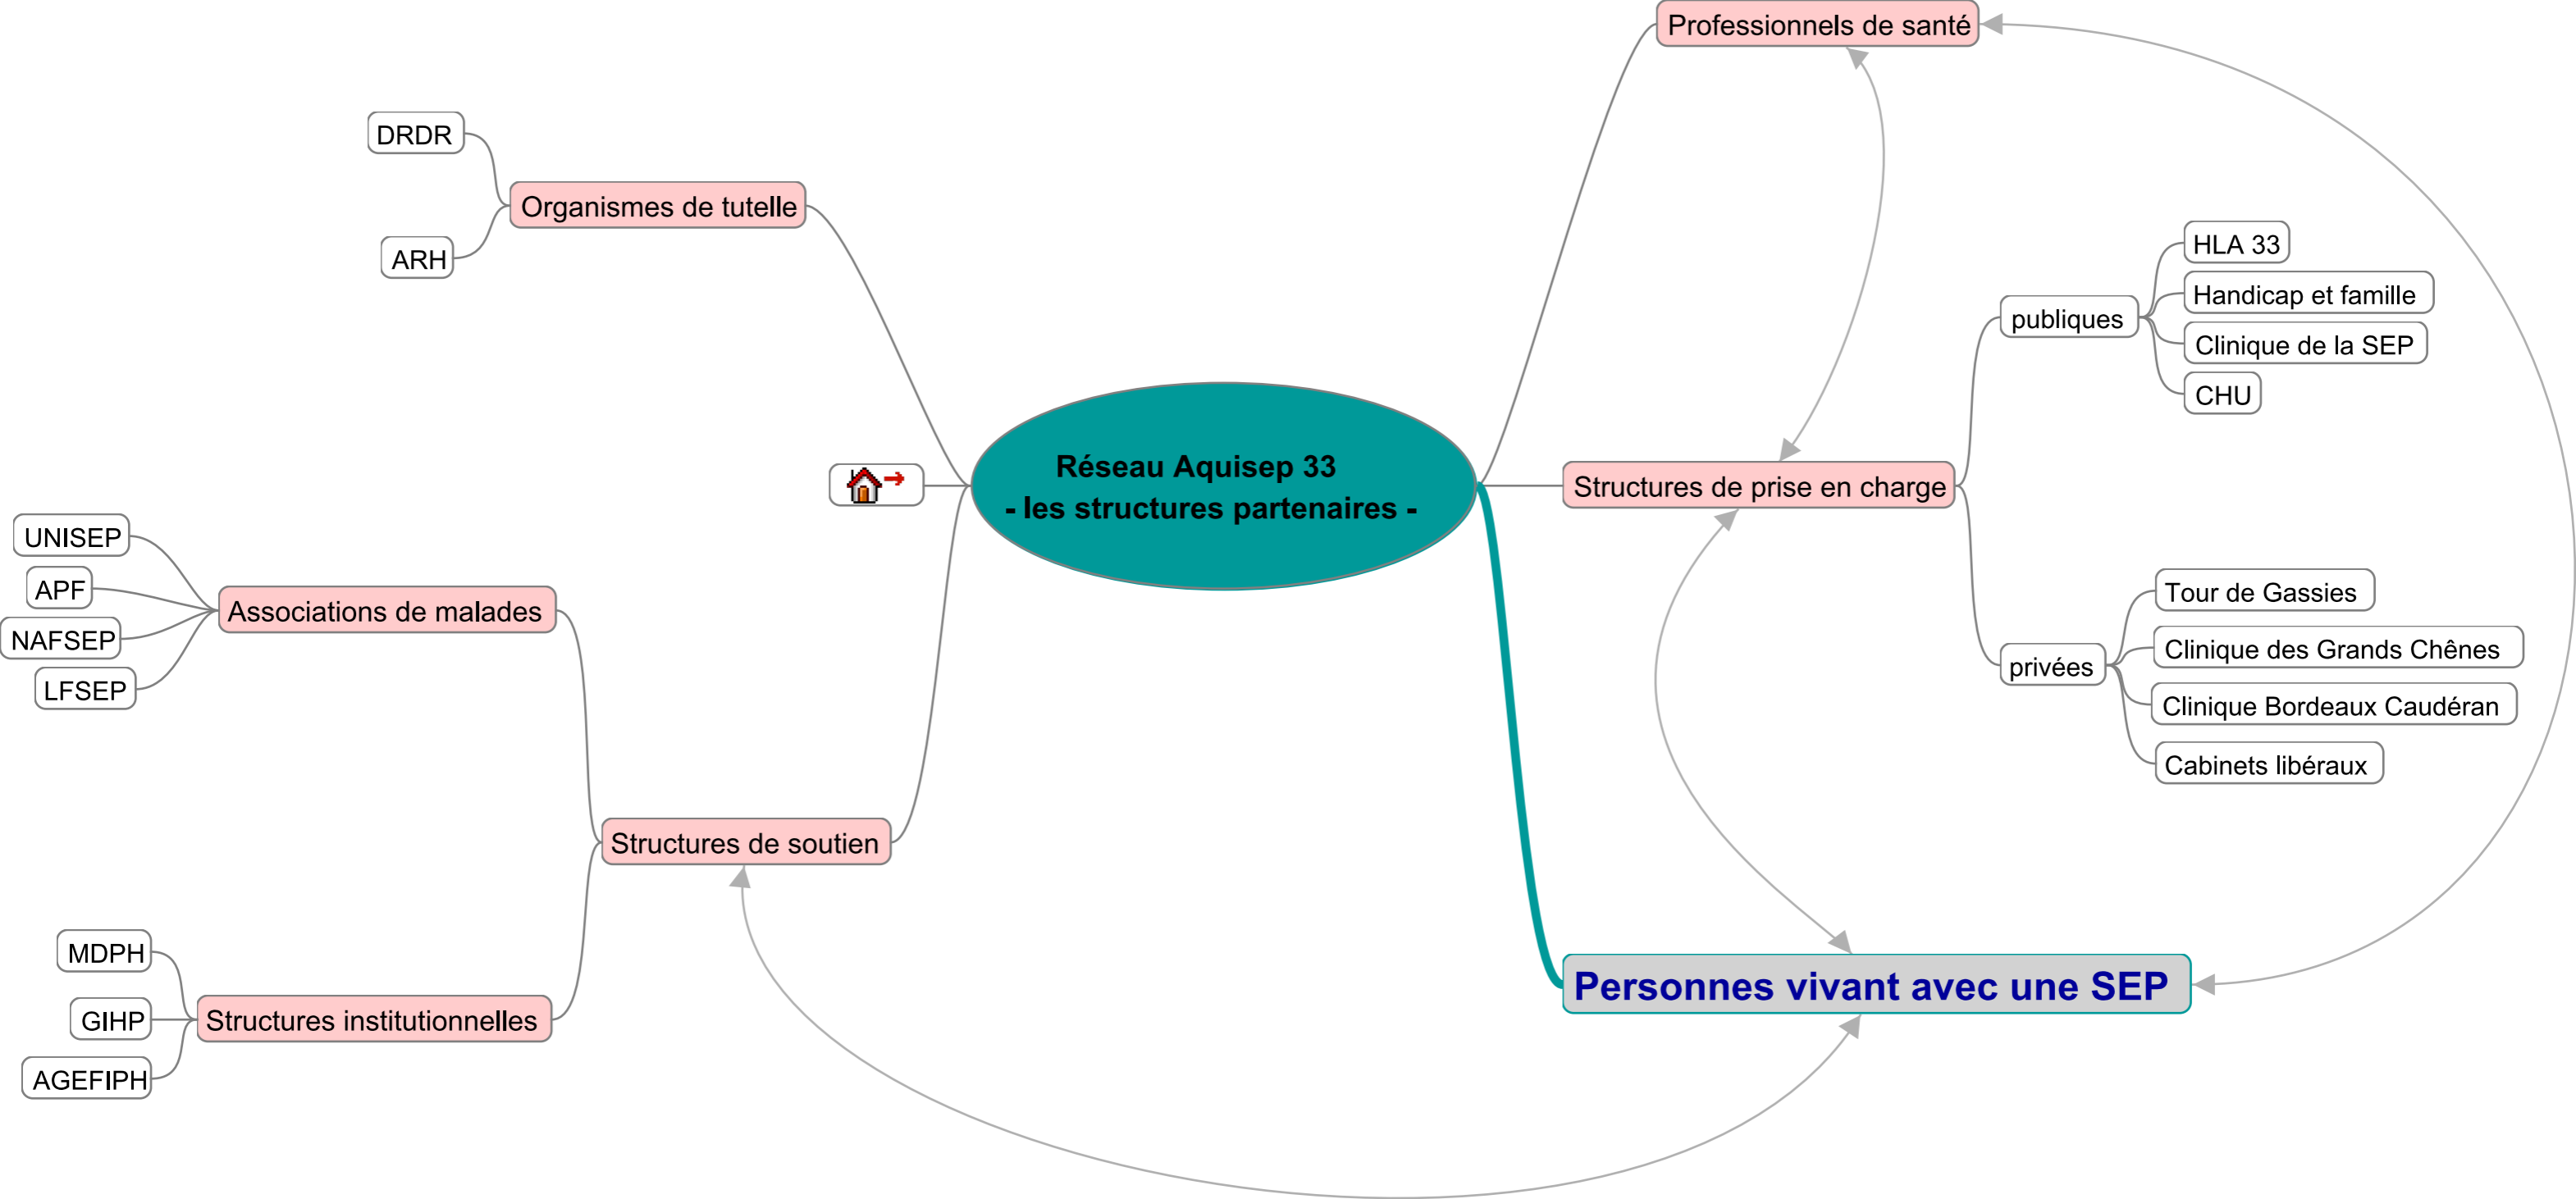 Réseau Aquisep 33
- les structures partenaires -
Professionnels de santé
Structures de prise en charge
publiques
HLA 33
Handicap et famille
Clinique de la SEP
CHU
privées
Tour de Gassies
Clinique des Grands Chênes
Clinique Bordeaux Caudéran
Cabinets libéraux
Personnes vivant avec une SEP
Organismes de tutelle
DRDR
ARH
Structures de soutien
Associations de malades
UNISEP
APF
NAFSEP
LFSEP
Structures institutionnelles
MDPH
GIHP
AGEFIPH